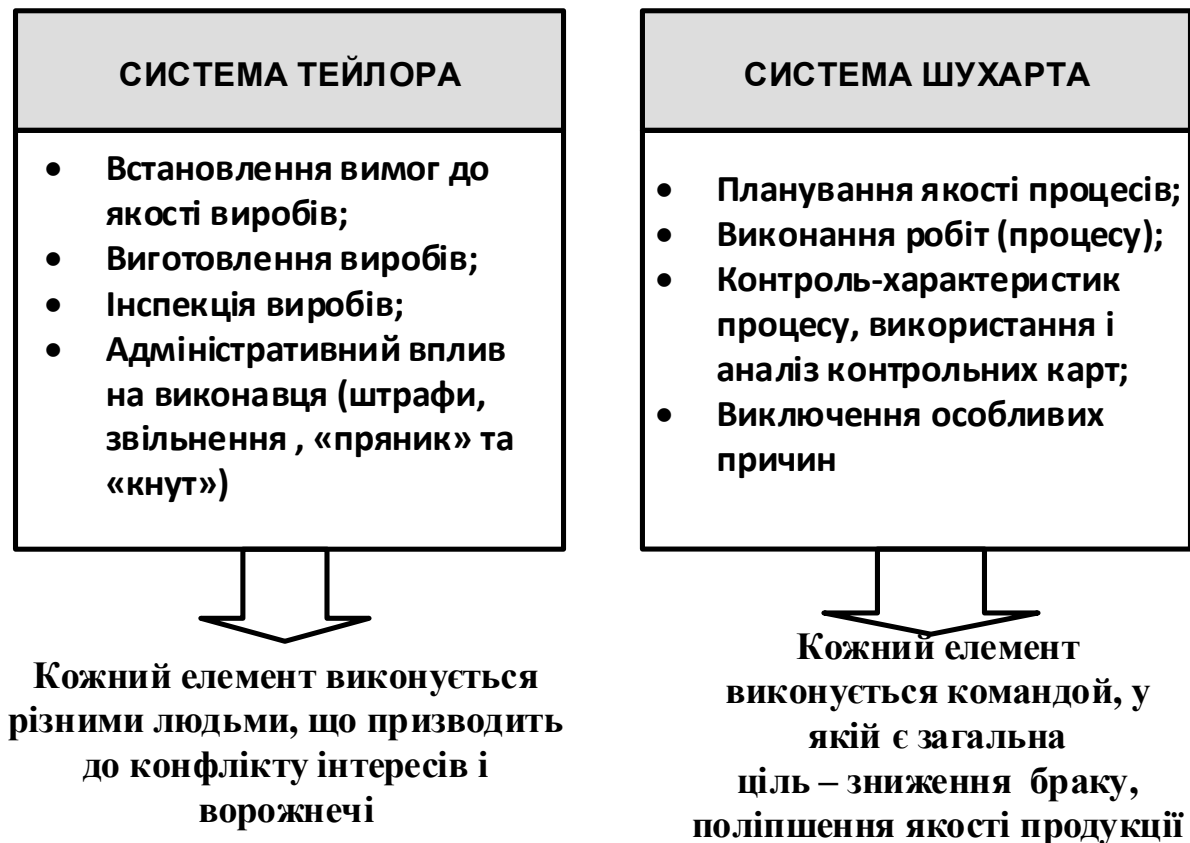 СИСТЕМА ТЕЙЛОРА
• Встановлення вимог до
якості виробів;
• Виготовлення виробів;
• Інспекція виробів;
• Адміністративний вплив
на виконавця (штрафи,
звільнення , «пряник» та
«кнут»)
Кожний елемент виконується
різними людьми, що призводить
до конфлікту інтересів і
ворожнечі
СИСТЕМА ШУХАРТА
• Планування якості процесів;
• Виконання робіт (процесу);
• Контроль-характеристик
процесу, використання і
аналіз контрольних карт;
• Виключення особливих
причин
Кожний елемент
виконується командой, у
якій є загальна
ціль – зниження браку,
поліпшення якості продукції